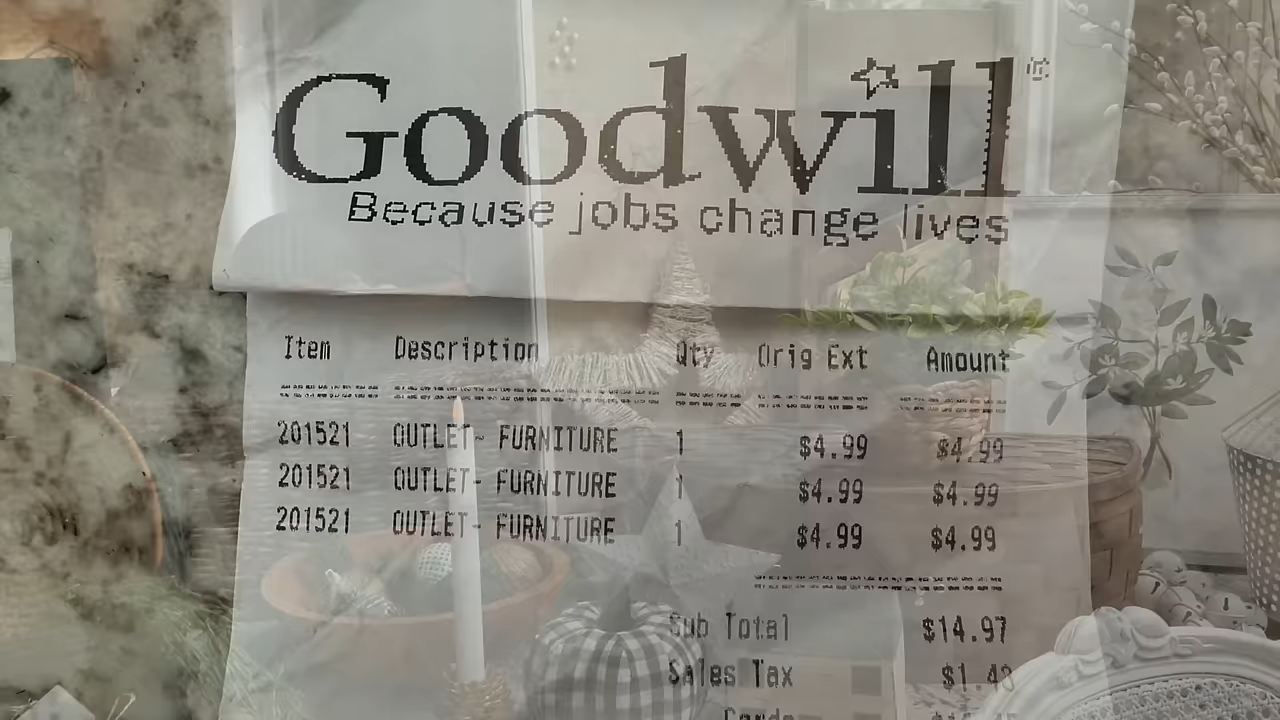 Goodwill®
Because jobs change lives
Item Description Qty Orig Ext Amount
201521 OUTLET- FURNITURE 1 $4.99 $4.99
201521 OUTLET- FURNITURE 1 $4.99 $4.99
201521 OUTLET- FURNITURE 1 $4.99 $4.99
Sub Total $14.97
Sales Tax